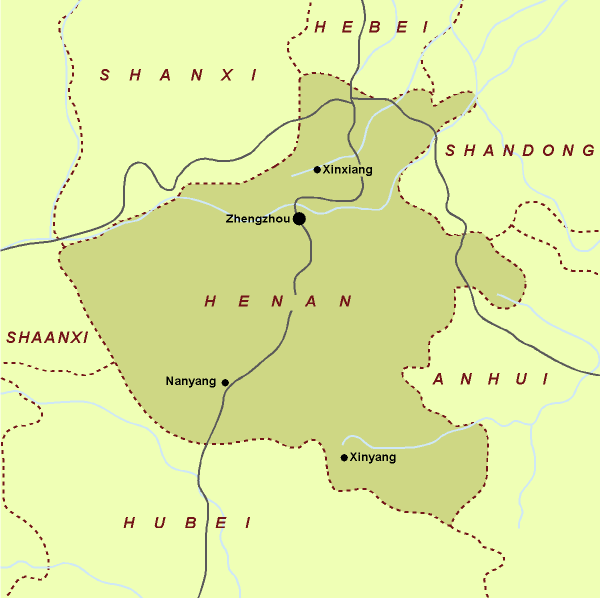 HEBEI
SHANXI
SHANDONG
Xinxiang
Zhengzhou
HENAN
SHAANXI
ANHUI
Nanyang
Xinyang
HUBEI